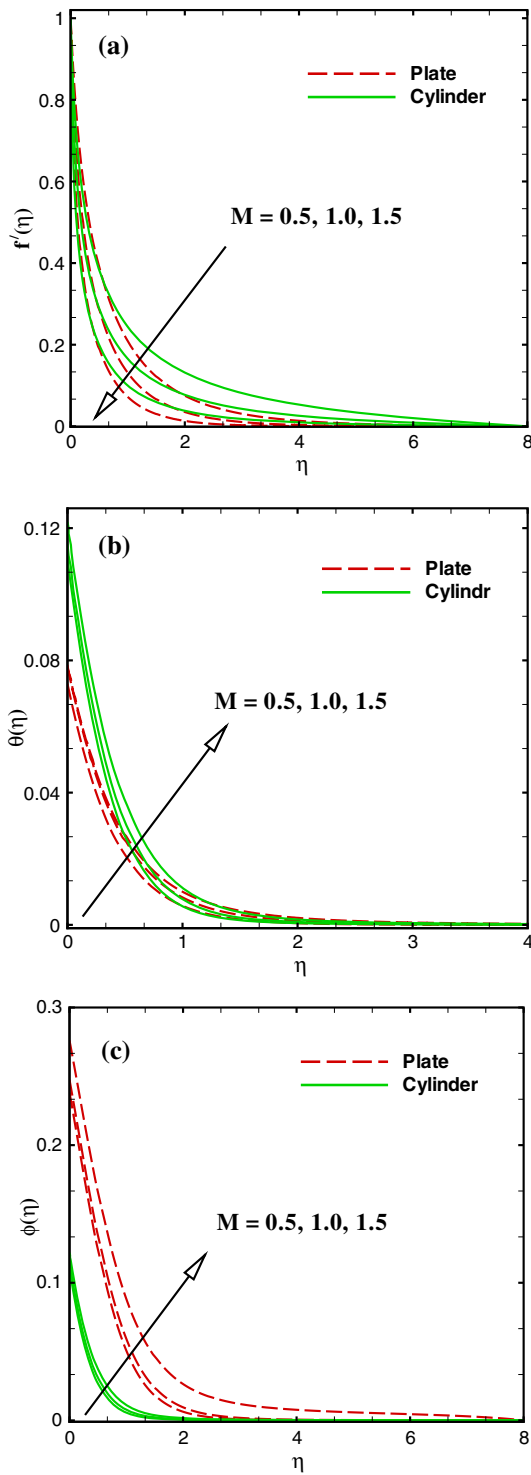 (a)
Plate
Cylinder
M = 0.5, 1.0, 1.5
f'(η)
1
0.8
0.6
0.4
0.2
0
0 2 4 6 8
η
(b)
Plate
Cylindr
M = 0.5, 1.0, 1.5
θ(η)
0.12
0.08
0.04
0
0 1 2 3 4
η
(c)
Plate
Cylinder
M = 0.5, 1.0, 1.5
ϕ(η)
0.3
0.2
0.1
0
0 2 4 6 8
η